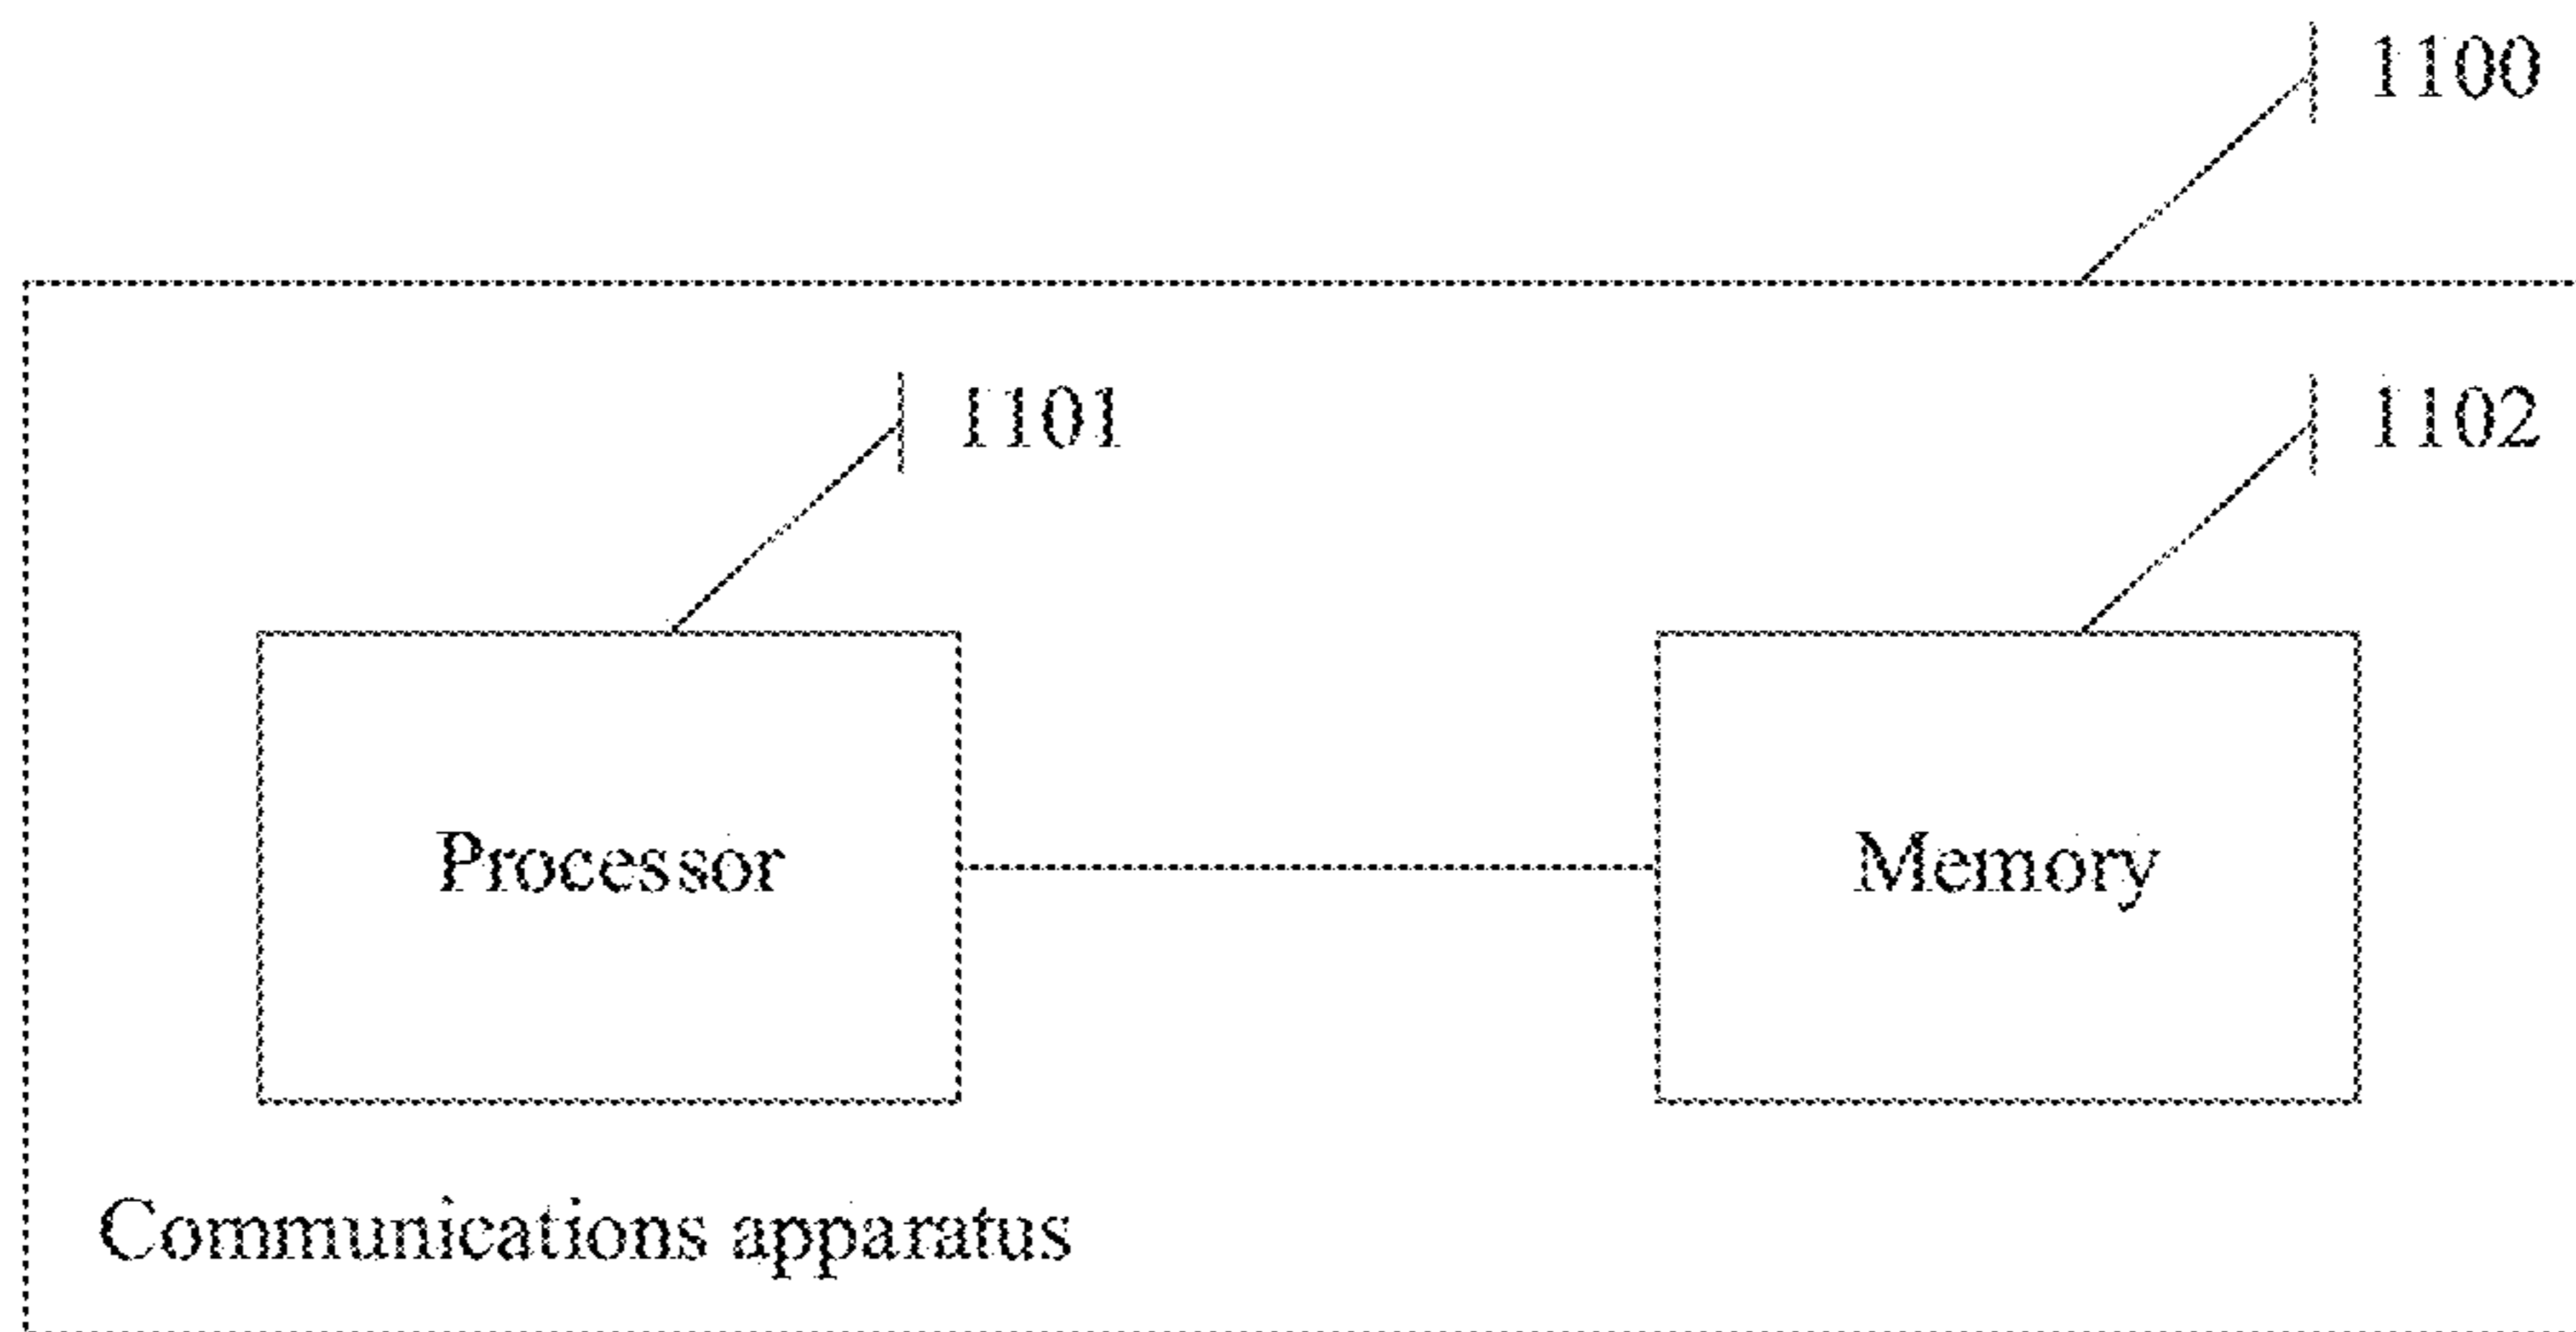 1100
1101
1102
Processor
Memory
Communications apparatus